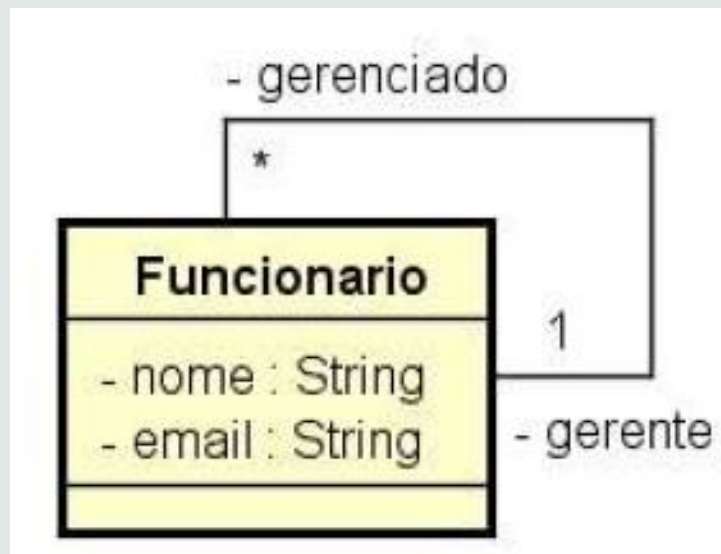 - gerenciado
*
Funcionario
1
- nome : String
- email : String
- gerente